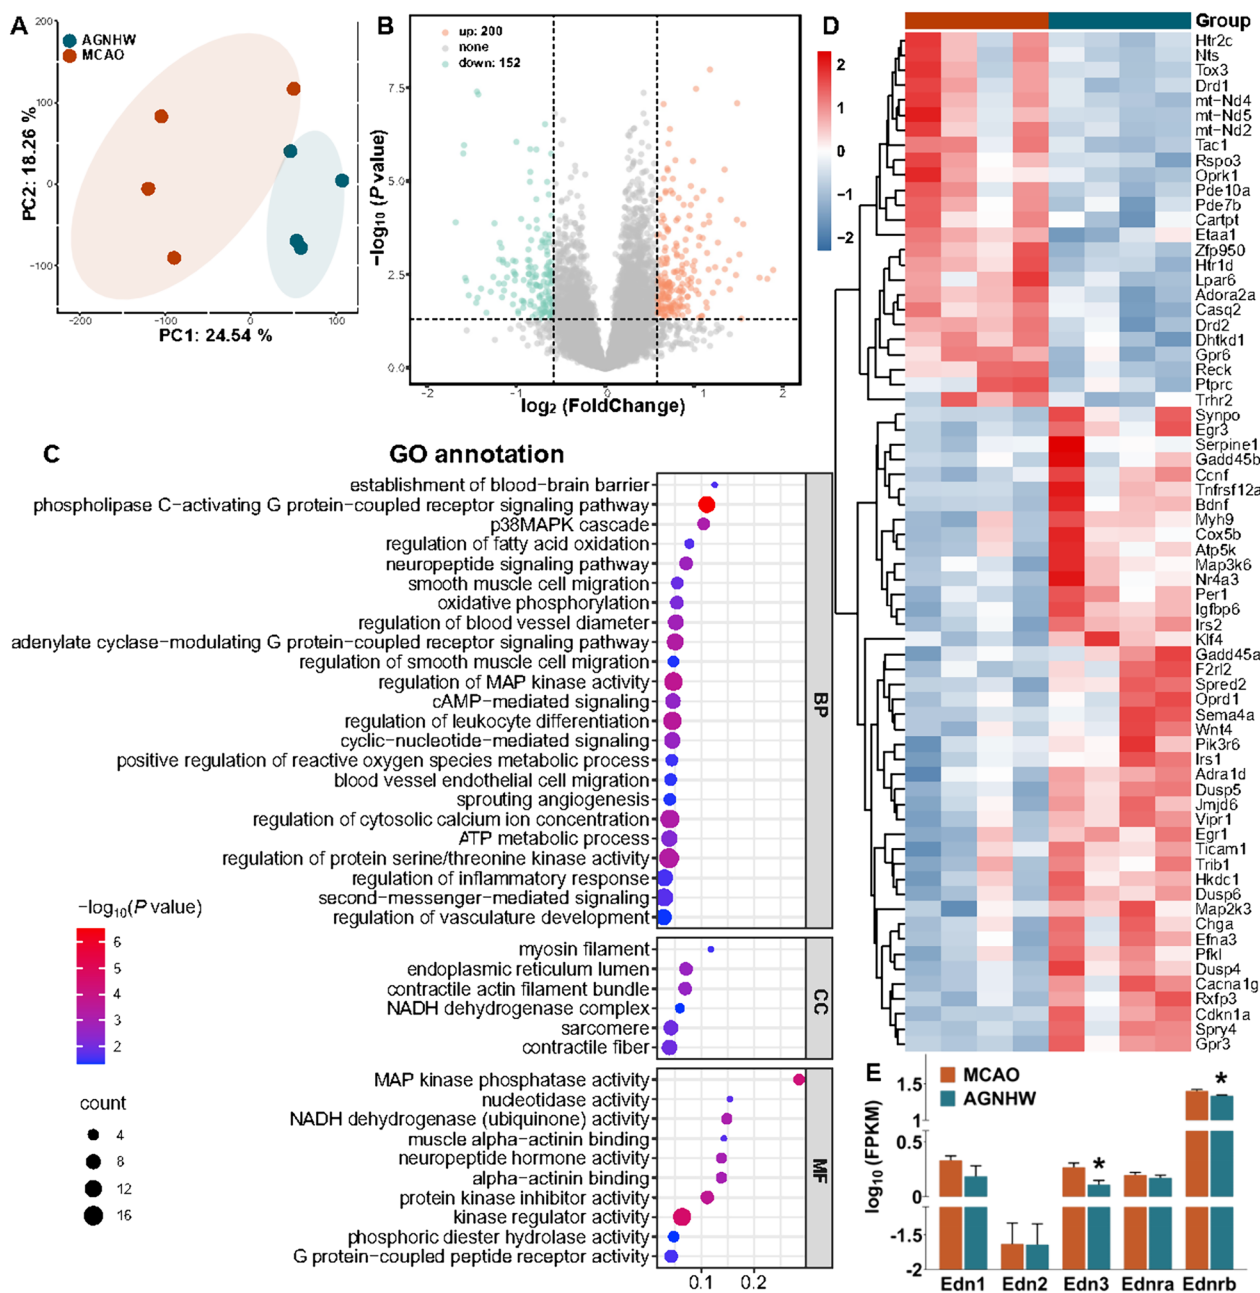 A
AGNHW
MCAO
200
100
0
-100
-200
-100
0
100
PC2: 18.26 %
PC1: 24.54 %
B
up: 200
none
down: 152
7.5
5.0
2.5
0.0
-2
-1
0
1
2
−log10 (P value)
log2 (FoldChange)
C
GO annotation
establishment of blood−brain barrier
phospholipase C−activating G protein−coupled receptor signaling pathway
p38MAPK cascade
regulation of fatty acid oxidation
neuropeptide signaling pathway
smooth muscle cell migration
oxidative phosphorylation
regulation of blood vessel diameter
adenylate cyclase−modulating G protein−coupled receptor signaling pathway
regulation of smooth muscle cell migration
regulation of MAP kinase activity
cAMP−mediated signaling
regulation of leukocyte differentiation
cyclic−nucleotide−mediated signaling
positive regulation of reactive oxygen species metabolic process
blood vessel endothelial cell migration
sprouting angiogenesis
regulation of cytosolic calcium ion concentration
ATP metabolic process
regulation of protein serine/threonine kinase activity
regulation of inflammatory response
second−messenger−mediated signaling
regulation of vasculature development
BP
myosin filament
endoplasmic reticulum lumen
contractile actin filament bundle
NADH dehydrogenase complex
sarcomere
contractile fiber
CC
MAP kinase phosphatase activity
nucleotidase activity
NADH dehydrogenase (ubiquinone) activity
muscle alpha−actinin binding
neuropeptide hormone activity
alpha−actinin binding
protein kinase inhibitor activity
kinase regulator activity
phosphoric diester hydrolase activity
G protein−coupled peptide receptor activity
MF
0.1
0.2
−log10(P value)
6
5
4
3
2
count
4
8
12
16
D
2
1
0
−1
−2
Group
Htr2c
Nts
Tox3
Drd1
mt−Nd4
mt−Nd5
mt−Nd2
Tac1
Rspo3
Oprk1
Pde10a
Pde7b
Cartpt
Etaa1
Zfp950
Htr1d
Lpar6
Adora2a
Casq2
Drd2
Dhtkd1
Gpr6
Reck
Ptprc
Trhr2
Synpo
Egr3
Serpine1
Gadd45b
Ccnf
Tnfrsf12a
Bdnf
Myh9
Cox5b
Atp5k
Map3k6
Nr4a3
Per1
Igfbp6
Irs2
Klf4
Gadd45a
F2rl2
Spred2
Oprd1
Sema4a
Wnt4
Pik3r6
Irs1
Adra1d
Dusp5
Jmjd6
Vipr1
Egr1
Ticam1
Trib1
Hkdc1
Dusp6
Map2k3
Chga
Efna3
Pfkl
Dusp4
Cacna1g
Rxfp3
Cdkn1a
Spry4
Gpr3
E
MCAO
AGNHW
log10 (FPKM)
1.5
1
0.5
0
-1.5
-2
*
*
Edn1
Edn2
Edn3
Ednra
Ednrb